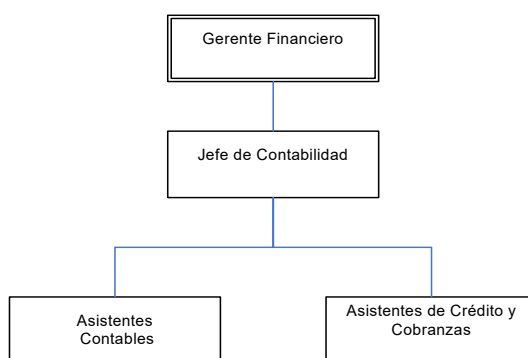 Gerente Financiero
Jefe de Contabilidad
Asistentes
Contables
Asistentes de Crédito y
Cobranzas